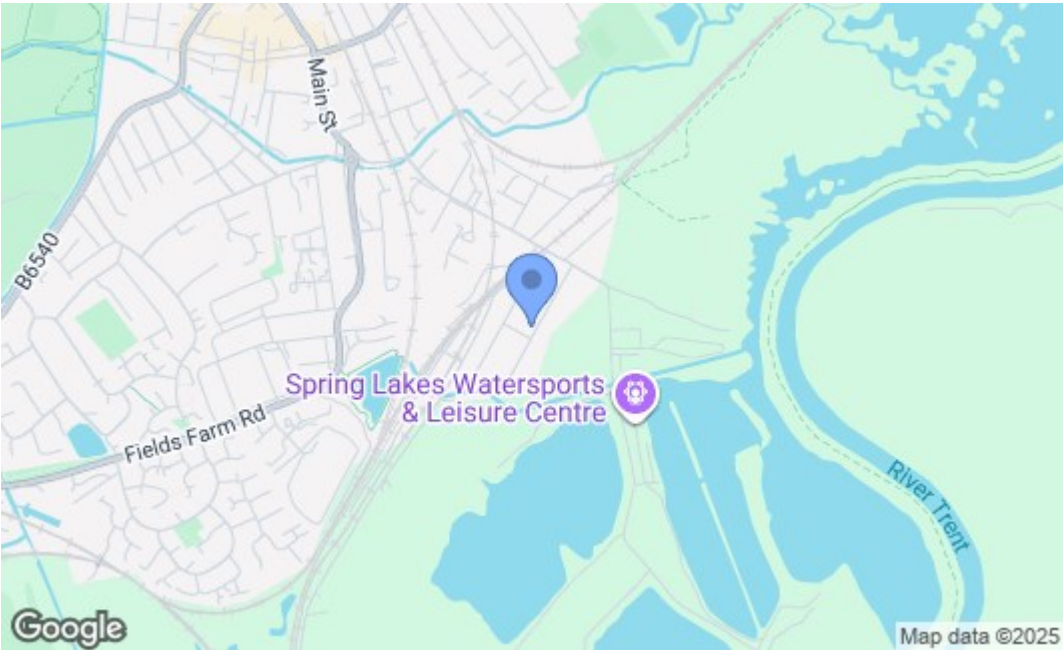 Main St
B6540
Spring Lakes Watersports
& Leisure Centre
Fields Farm Rd
River Trent
Google
Map data ©2025